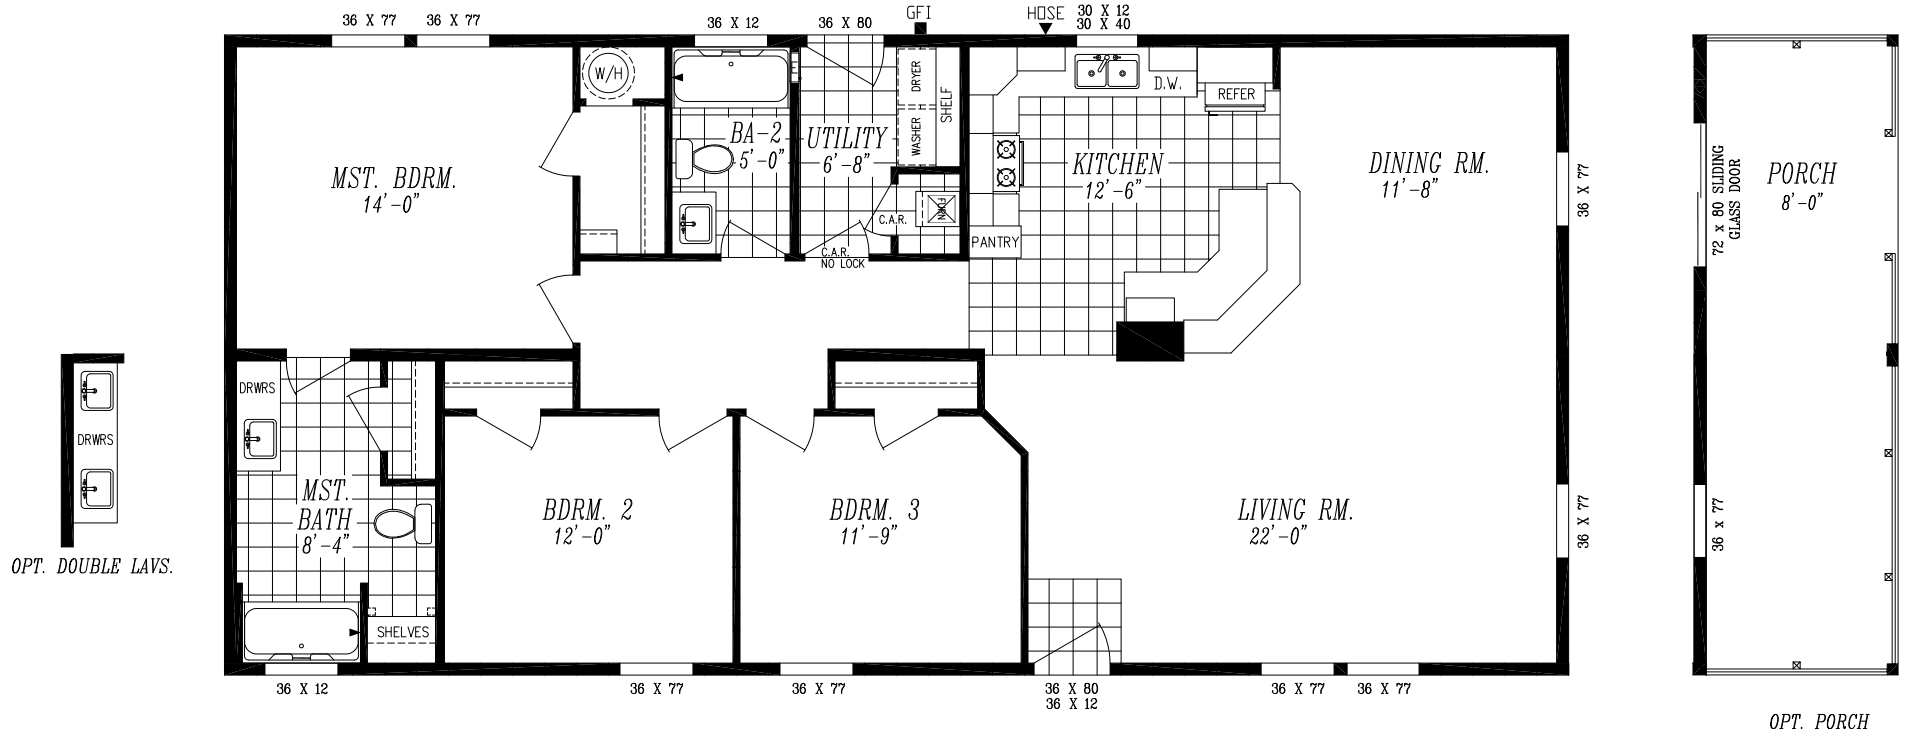 36 X 77
36 X 77
36 X 12
36 X 80
GFI
HOSE
30 X 12
30 X 40
W/H
DRYER
WASHER
SHELF
D.W.
REFER
BA-2
5'-0"
UTILITY
6'-8"
MST. BDRM.
14'-0"
KITCHEN
12'-6"
DINING RM.
11'-8"
36 X 77
72 x 80 SLIDING
GLASS DOOR
PORCH
8'-0"
C.A.R.
FURN
PANTRY
C.A.R.
NO LOCK
DRWRS
DRWRS
MST.
BATH
8'-4"
BDRM. 2
12'-0"
BDRM. 3
11'-9"
LIVING RM.
22'-0"
36 X 77
36 X 77
OPT. DOUBLE LAVS.
SHELVES
36 X 12
36 X 77
36 X 77
36 X 80
36 X 12
36 X 77
36 X 77
OPT. PORCH